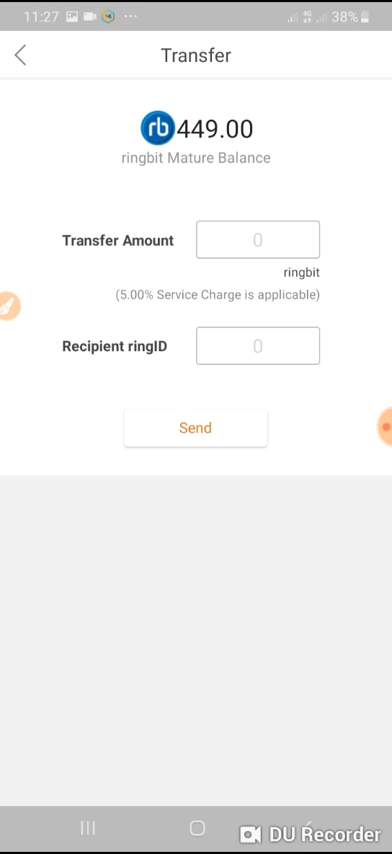 11:27 38%
Transfer
rb 449.00
ringbit Mature Balance
Transfer Amount 0
ringbit
(5.00% Service Charge is applicable)
Recipient ringID 0
Send
DU Recorder